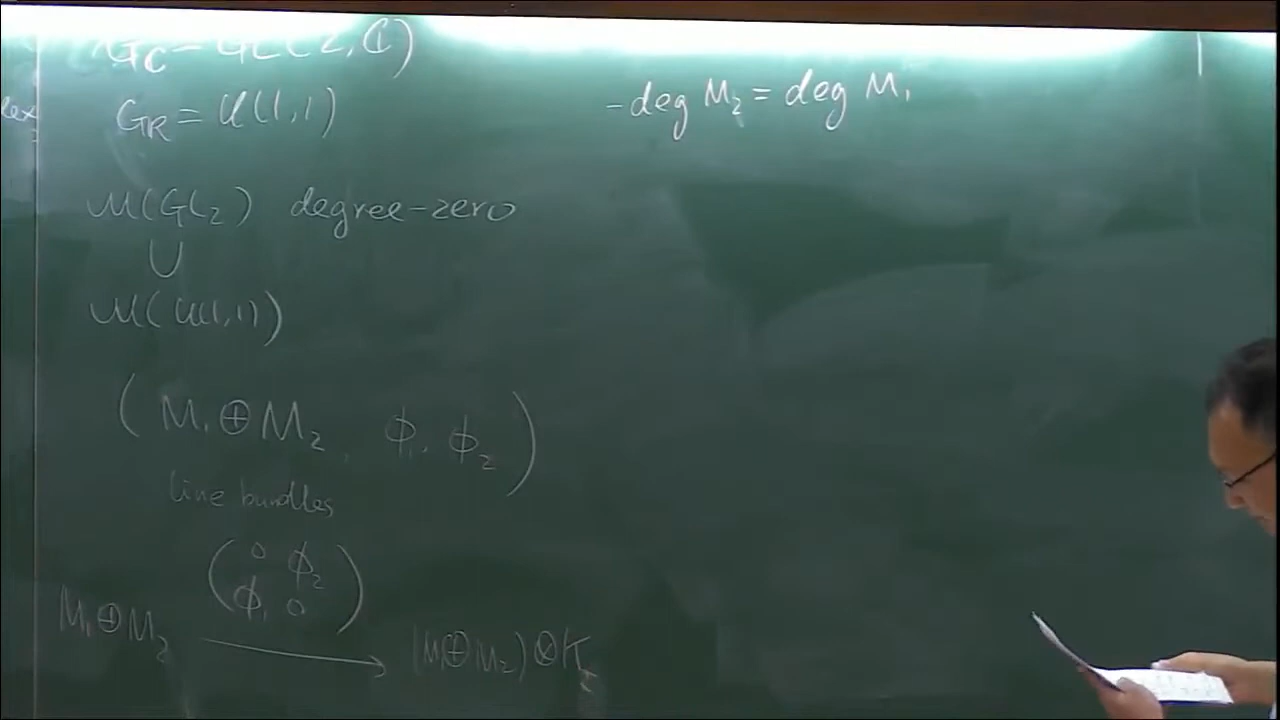 G_C = GL(2,ℂ)
G_R = U(1,1)
M(GL_2) degree-zero
∪
M(U(1,1))
(M_1 ⊕ M_2, ϕ_1, ϕ_2)
line bundles
(0 ϕ_2
ϕ_1 0)
M_1 ⊕ M_2 ⟶ (M_1 ⊕ M_2) ⊗ K_Σ
-deg M_2 = deg M_1